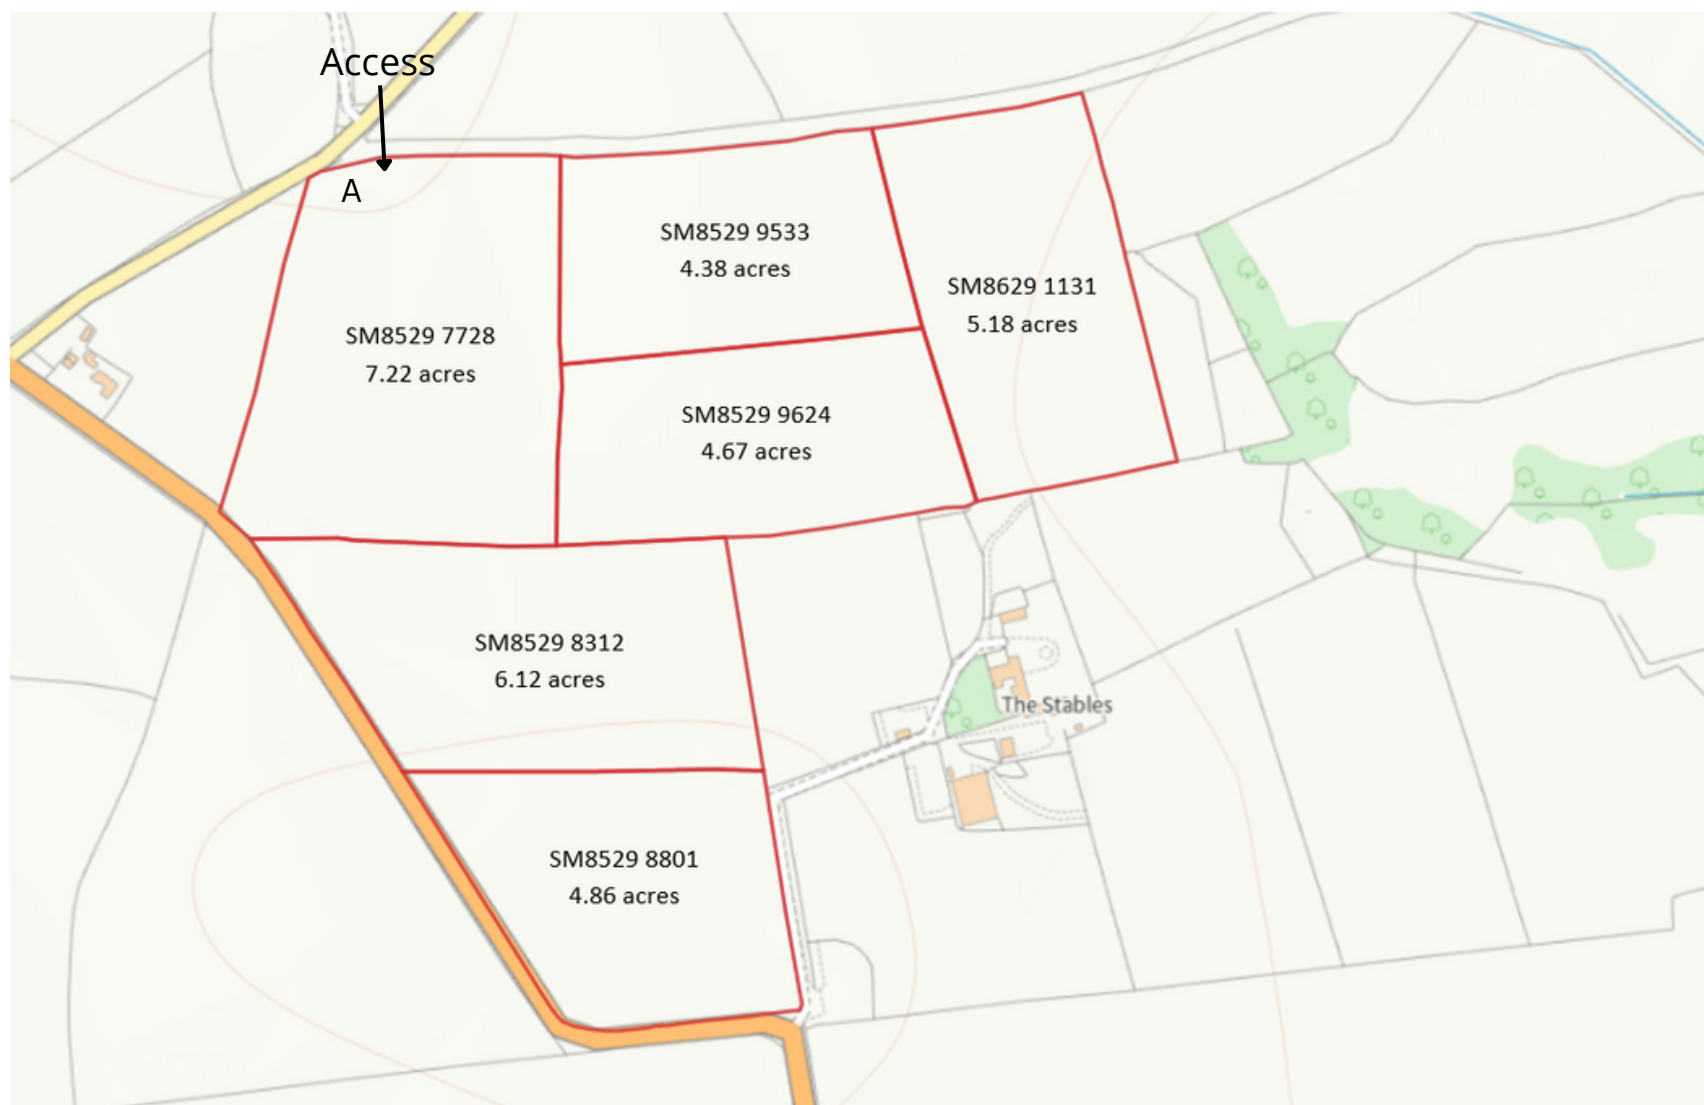 Access
A
SM8529 9533
4.38 acres
SM8629 1131
5.18 acres
SM8529 7728
7.22 acres
SM8529 9624
4.67 acres
SM8529 8312
6.12 acres
The Stables
SM8529 8801
4.86 acres